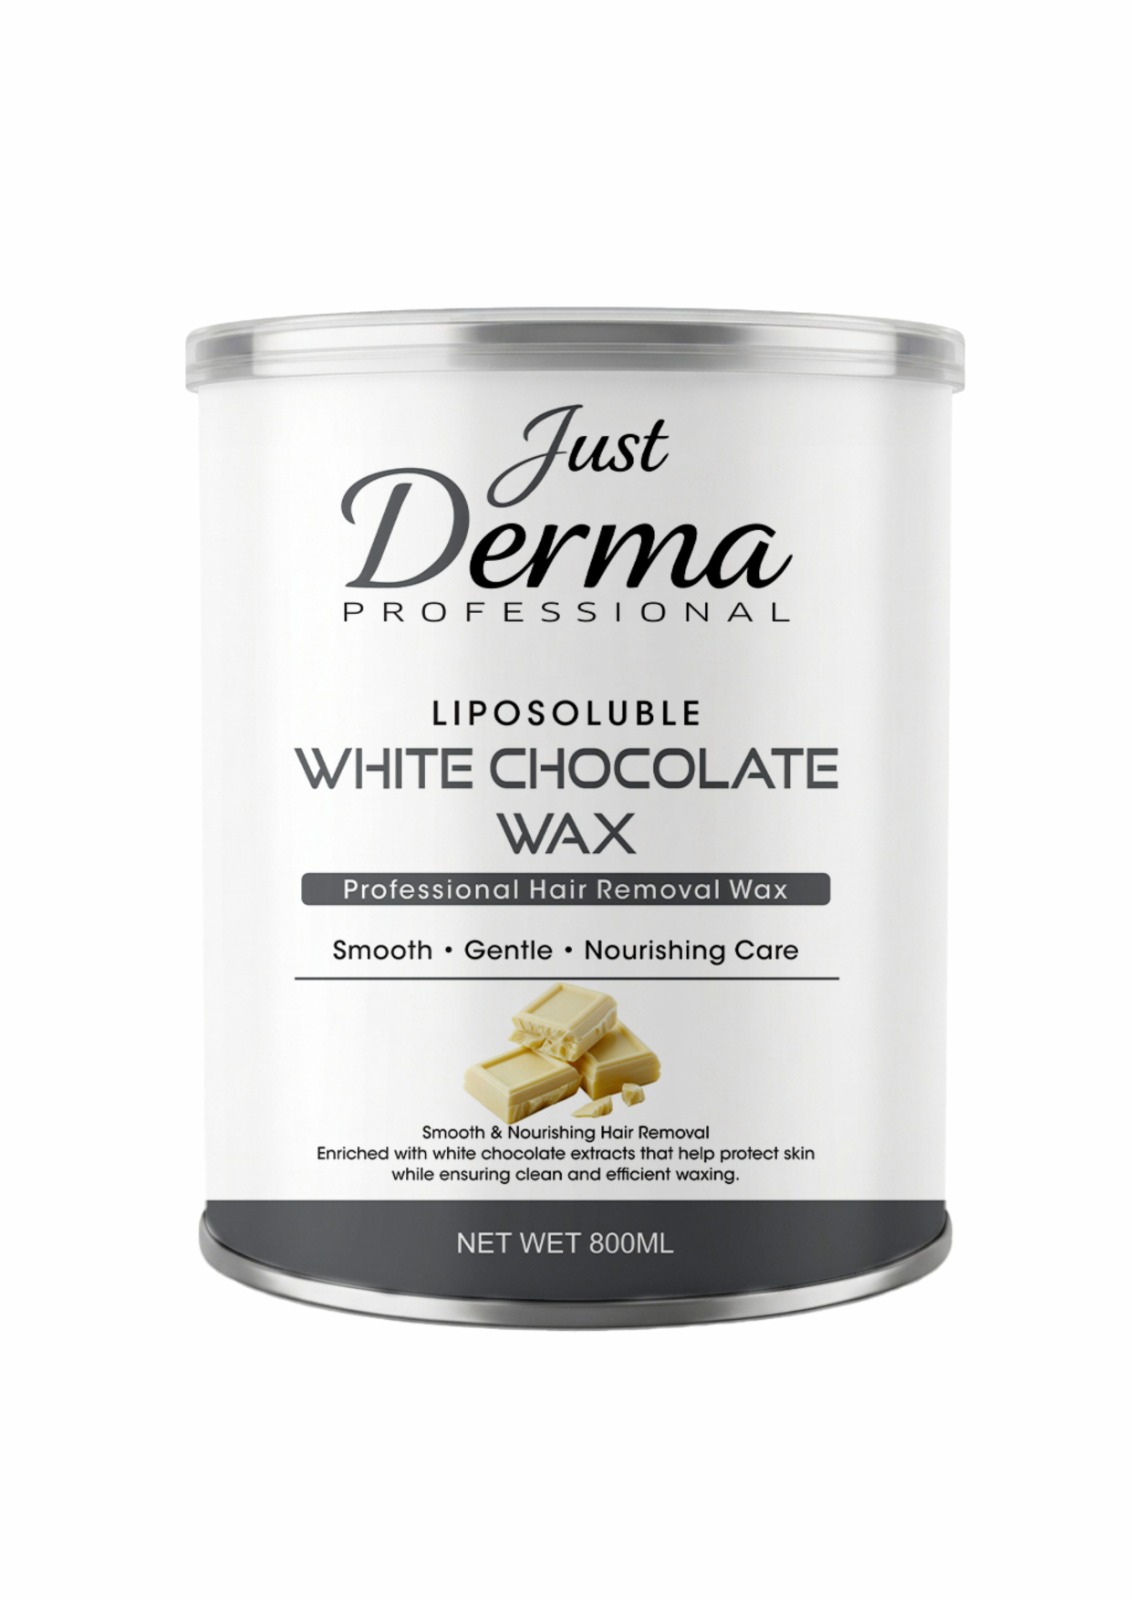 Just
Derma
PROFESSIONAL
LIPOSOLUBLE
WHITE CHOCOLATE
WAX
Professional Hair Removal Wax
Smooth • Gentle • Nourishing Care
Smooth & Nourishing Hair Removal
Enriched with white chocolate extracts that help protect skin
while ensuring clean and efficient waxing.
NET WET 800ML